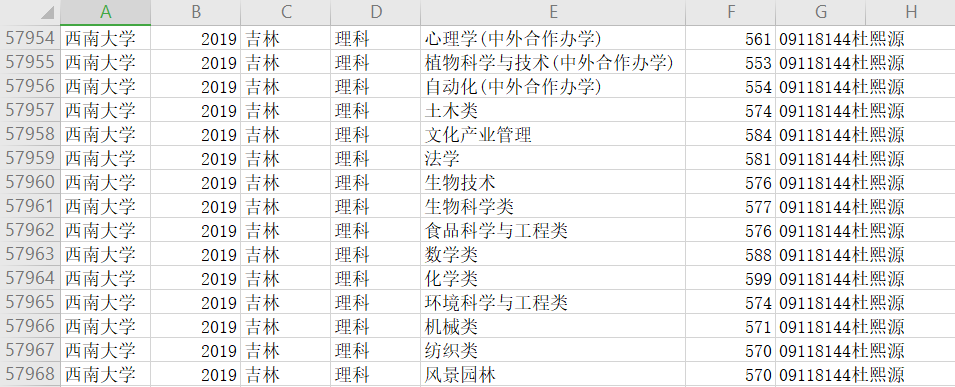 A B C D E F G H
57954 西南大学 2019 吉林 理科 心理学(中外合作办学) 561 09118144杜熙源
57955 西南大学 2019 吉林 理科 植物科学与技术(中外合作办学) 553 09118144杜熙源
57956 西南大学 2019 吉林 理科 自动化(中外合作办学) 554 09118144杜熙源
57957 西南大学 2019 吉林 理科 土木类 574 09118144杜熙源
57958 西南大学 2019 吉林 理科 文化产业管理 584 09118144杜熙源
57959 西南大学 2019 吉林 理科 法学 581 09118144杜熙源
57960 西南大学 2019 吉林 理科 生物技术 576 09118144杜熙源
57961 西南大学 2019 吉林 理科 生物科学类 577 09118144杜熙源
57962 西南大学 2019 吉林 理科 食品科学与工程类 576 09118144杜熙源
57963 西南大学 2019 吉林 理科 数学类 588 09118144杜熙源
57964 西南大学 2019 吉林 理科 化学类 599 09118144杜熙源
57965 西南大学 2019 吉林 理科 环境科学与工程类 574 09118144杜熙源
57966 西南大学 2019 吉林 理科 机械类 571 09118144杜熙源
57967 西南大学 2019 吉林 理科 纺织类 570 09118144杜熙源
57968 西南大学 2019 吉林 理科 风景园林 570 09118144杜熙源